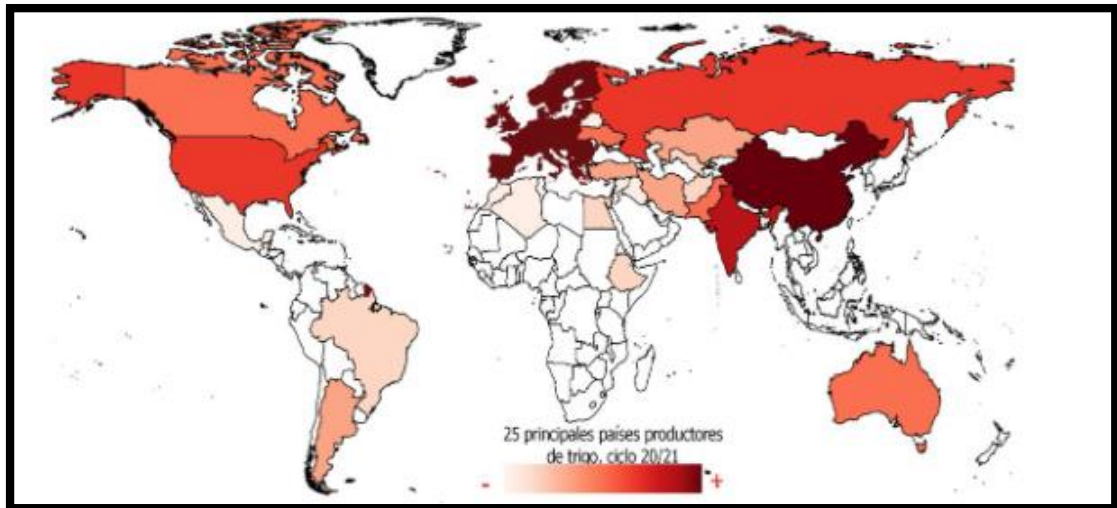 25 principales países productores
de trigo, ciclo 20/21
- +